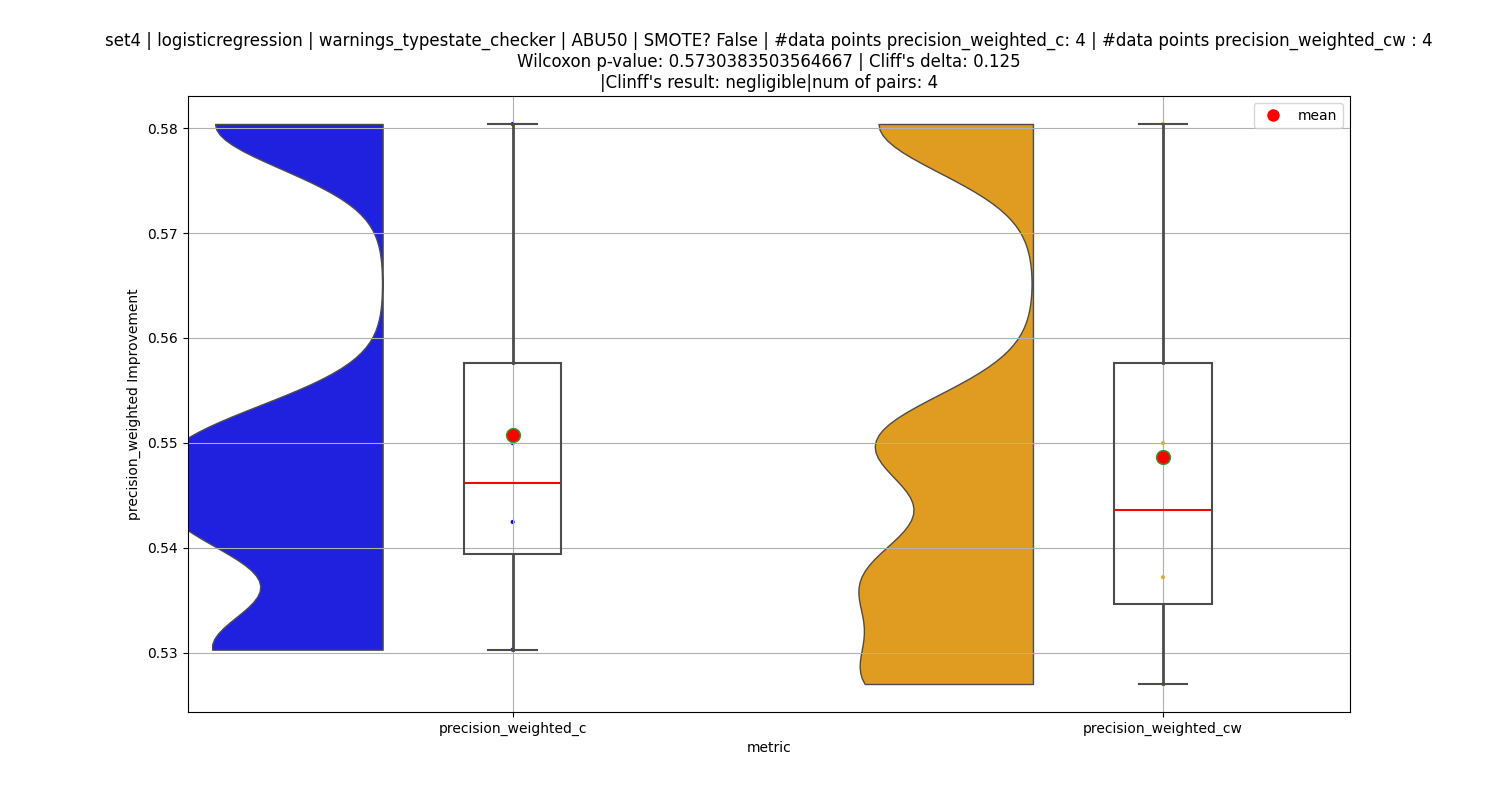 set4 | logisticregression | warnings_typestate_checker | ABU50 | SMOTE? False | #data points precision_weighted_c: 4 | #data points precision_weighted_cw : 4
Wilcoxon p-value: 0.5730383503564667 | Cliff's delta: 0.125
|Clinff's result: negligible|num of pairs: 4
mean
0.58
0.57
0.56
0.55
0.54
0.53
precision_weighted Improvement
precision_weighted_c
precision_weighted_cw
metric